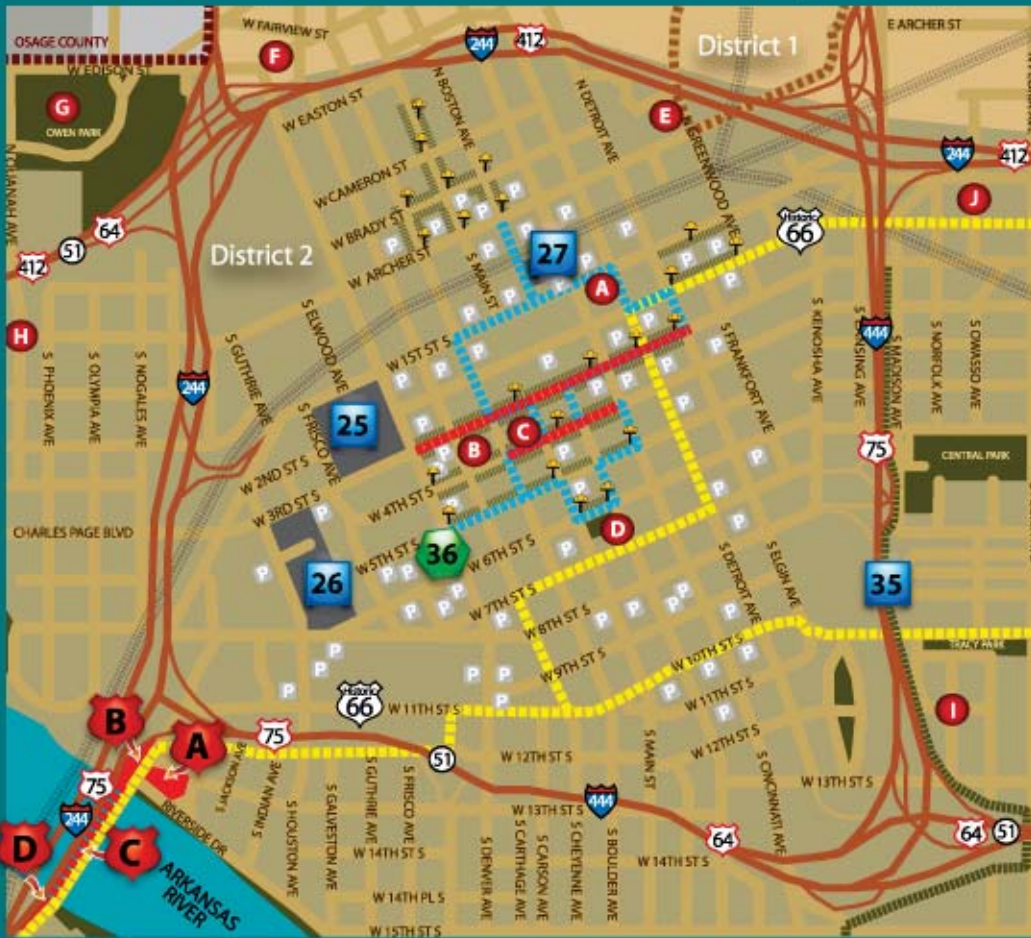 OSAGE COUNTY
W FAIRVIEW ST
F
244
412
District 1
E ARCHER ST
W EDISON ST
G
OWEN PARK
W EASTON ST
N BOSTON AVE
N DETROIT AVE
E
N GREENWOOD AVE
244
412
W CAMERON ST
J
W BRADY ST
Historic
66
64
51
412
District 2
W ARCHER ST
S MAIN ST
27
A
H
S PHOENIX AVE
S OLYMPIA AVE
S NOGALES AVE
S GUTHRIE AVE
S ELWOOD AVE
W 1ST ST S
S FRANKFORT AVE
S KENOSHA AVE
S LANSING AVE
444
S MADISON AVE
S NORFOLK AVE
S OWASSO AVE
244
25
S FRISCO AVE
B
C
75
CENTRAL PARK
W 2ND ST S
W 3RD ST S
W 4TH ST S
CHARLES PAGE BLVD
D
W 5TH ST S
36
W 6TH ST S
26
W 7TH ST S
S DETROIT AVE
S ELGIN AVE
35
W 8TH ST S
W 9TH ST S
W 10TH ST S
TRACY PARK
Historic
66
W 11TH ST S
W 11TH ST S
I
B
A
75
51
W 12TH ST S
W 12TH ST S
S MAIN ST
S CINCINNATI AVE
75
244
S JACKSON AVE
S INDIAN AVE
S GUTHRIE AVE
S FRISCO AVE
444
W 13TH ST S
W 13TH ST S
RIVERSIDE DR
S HOUSTON AVE
S GALVESTON AVE
64
64
51
D
C
W 14TH ST S
W 14TH ST S
ARKANSAS
RIVER
S DENVER AVE
S CARTHAGE AVE
S CARSON AVE
S CHEYENNE AVE
S BOULDER AVE
W 14TH PL S
W 15TH ST S